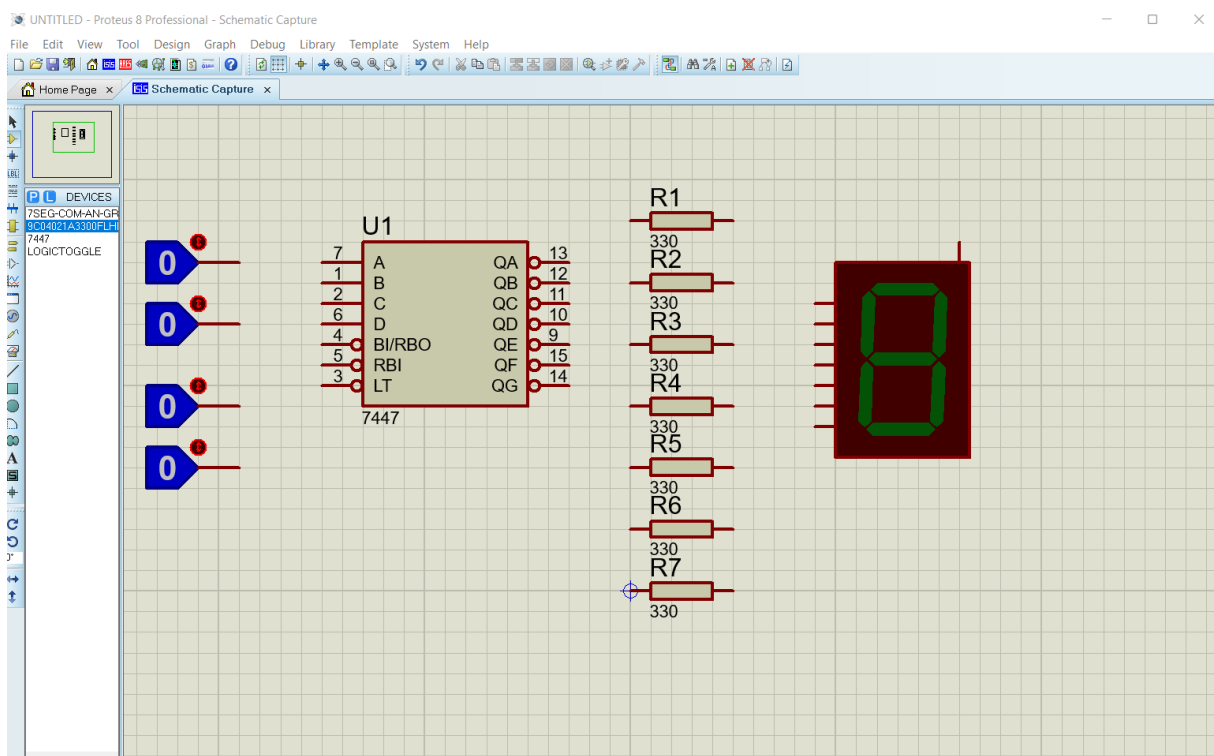 UNTITLED - Proteus 8 Professional - Schematic Capture
File Edit View Tool Design Graph Debug Library Template System Help
Home Page × Schematic Capture ×
P L DEVICES
7SEG-COM-AN-GR
9C04021A3300FLH
7447
LOGICTOGGLE
0
0
0
0
U1
7 A QA 13
1 B QB 12
2 C QC 11
6 D QD 10
4 BI/RBO QE 9
5 RBI QF 15
3 LT QG 14
7447
R1
330
R2
330
R3
330
R4
330
R5
330
R6
330
R7
330